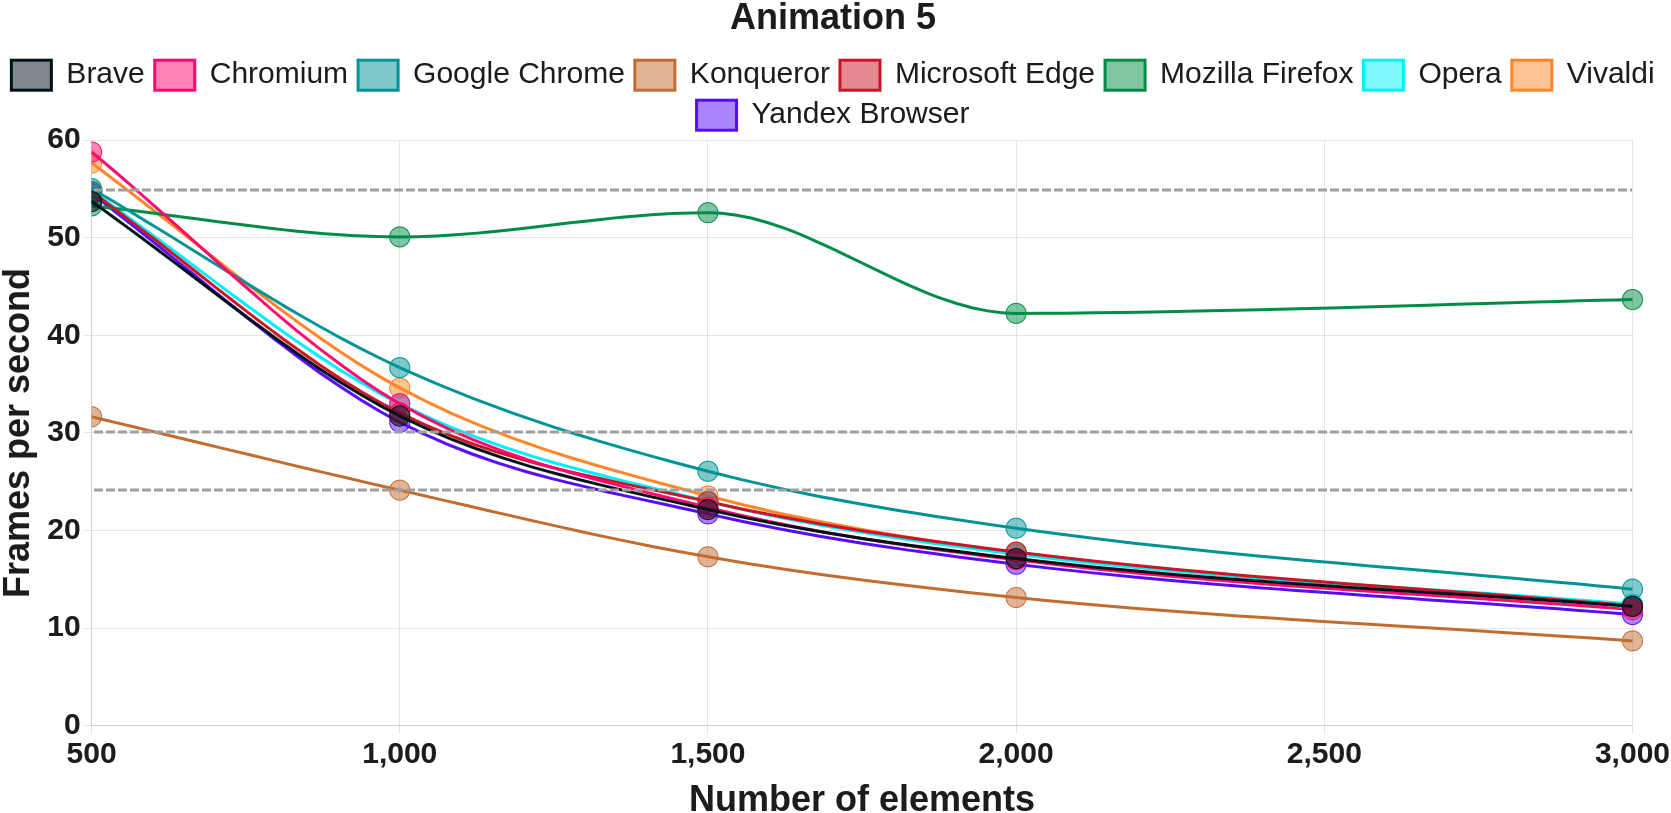 Animation 5
Brave Chromium Google Chrome Konqueror Microsoft Edge Mozilla Firefox Opera Vivaldi
Yandex Browser
Frames per second
60
50
40
30
20
10
0
500 1,000 1,500 2,000 2,500 3,000
Number of elements